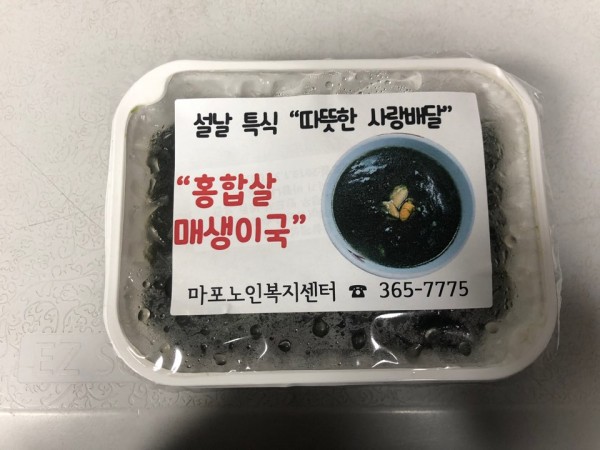 설날 특식 “따뜻한 사랑배달”
“홍합살
매생이국”
마포노인복지센터 ☎ 365-7775
EZ